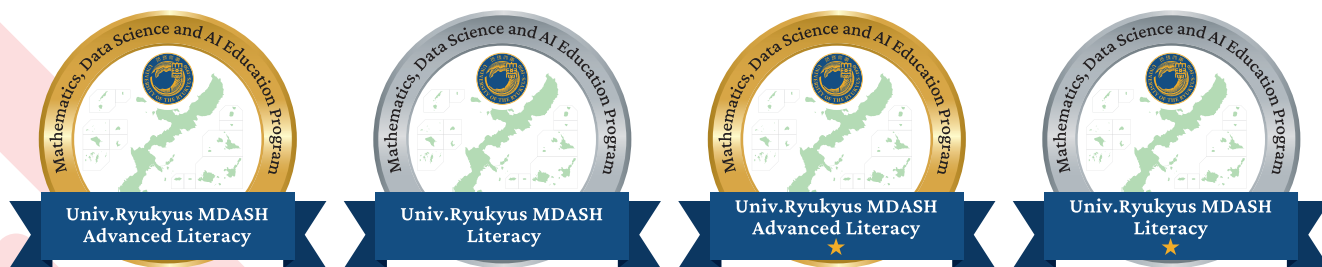 Mathematics, Data Science and AI Education Program
Univ.Ryukyus MDASH
Advanced Literacy
Mathematics, Data Science and AI Education Program
Univ.Ryukyus MDASH
Literacy
Mathematics, Data Science and AI Education Program
Univ.Ryukyus MDASH
Advanced Literacy
Mathematics, Data Science and AI Education Program
Univ.Ryukyus MDASH
Literacy